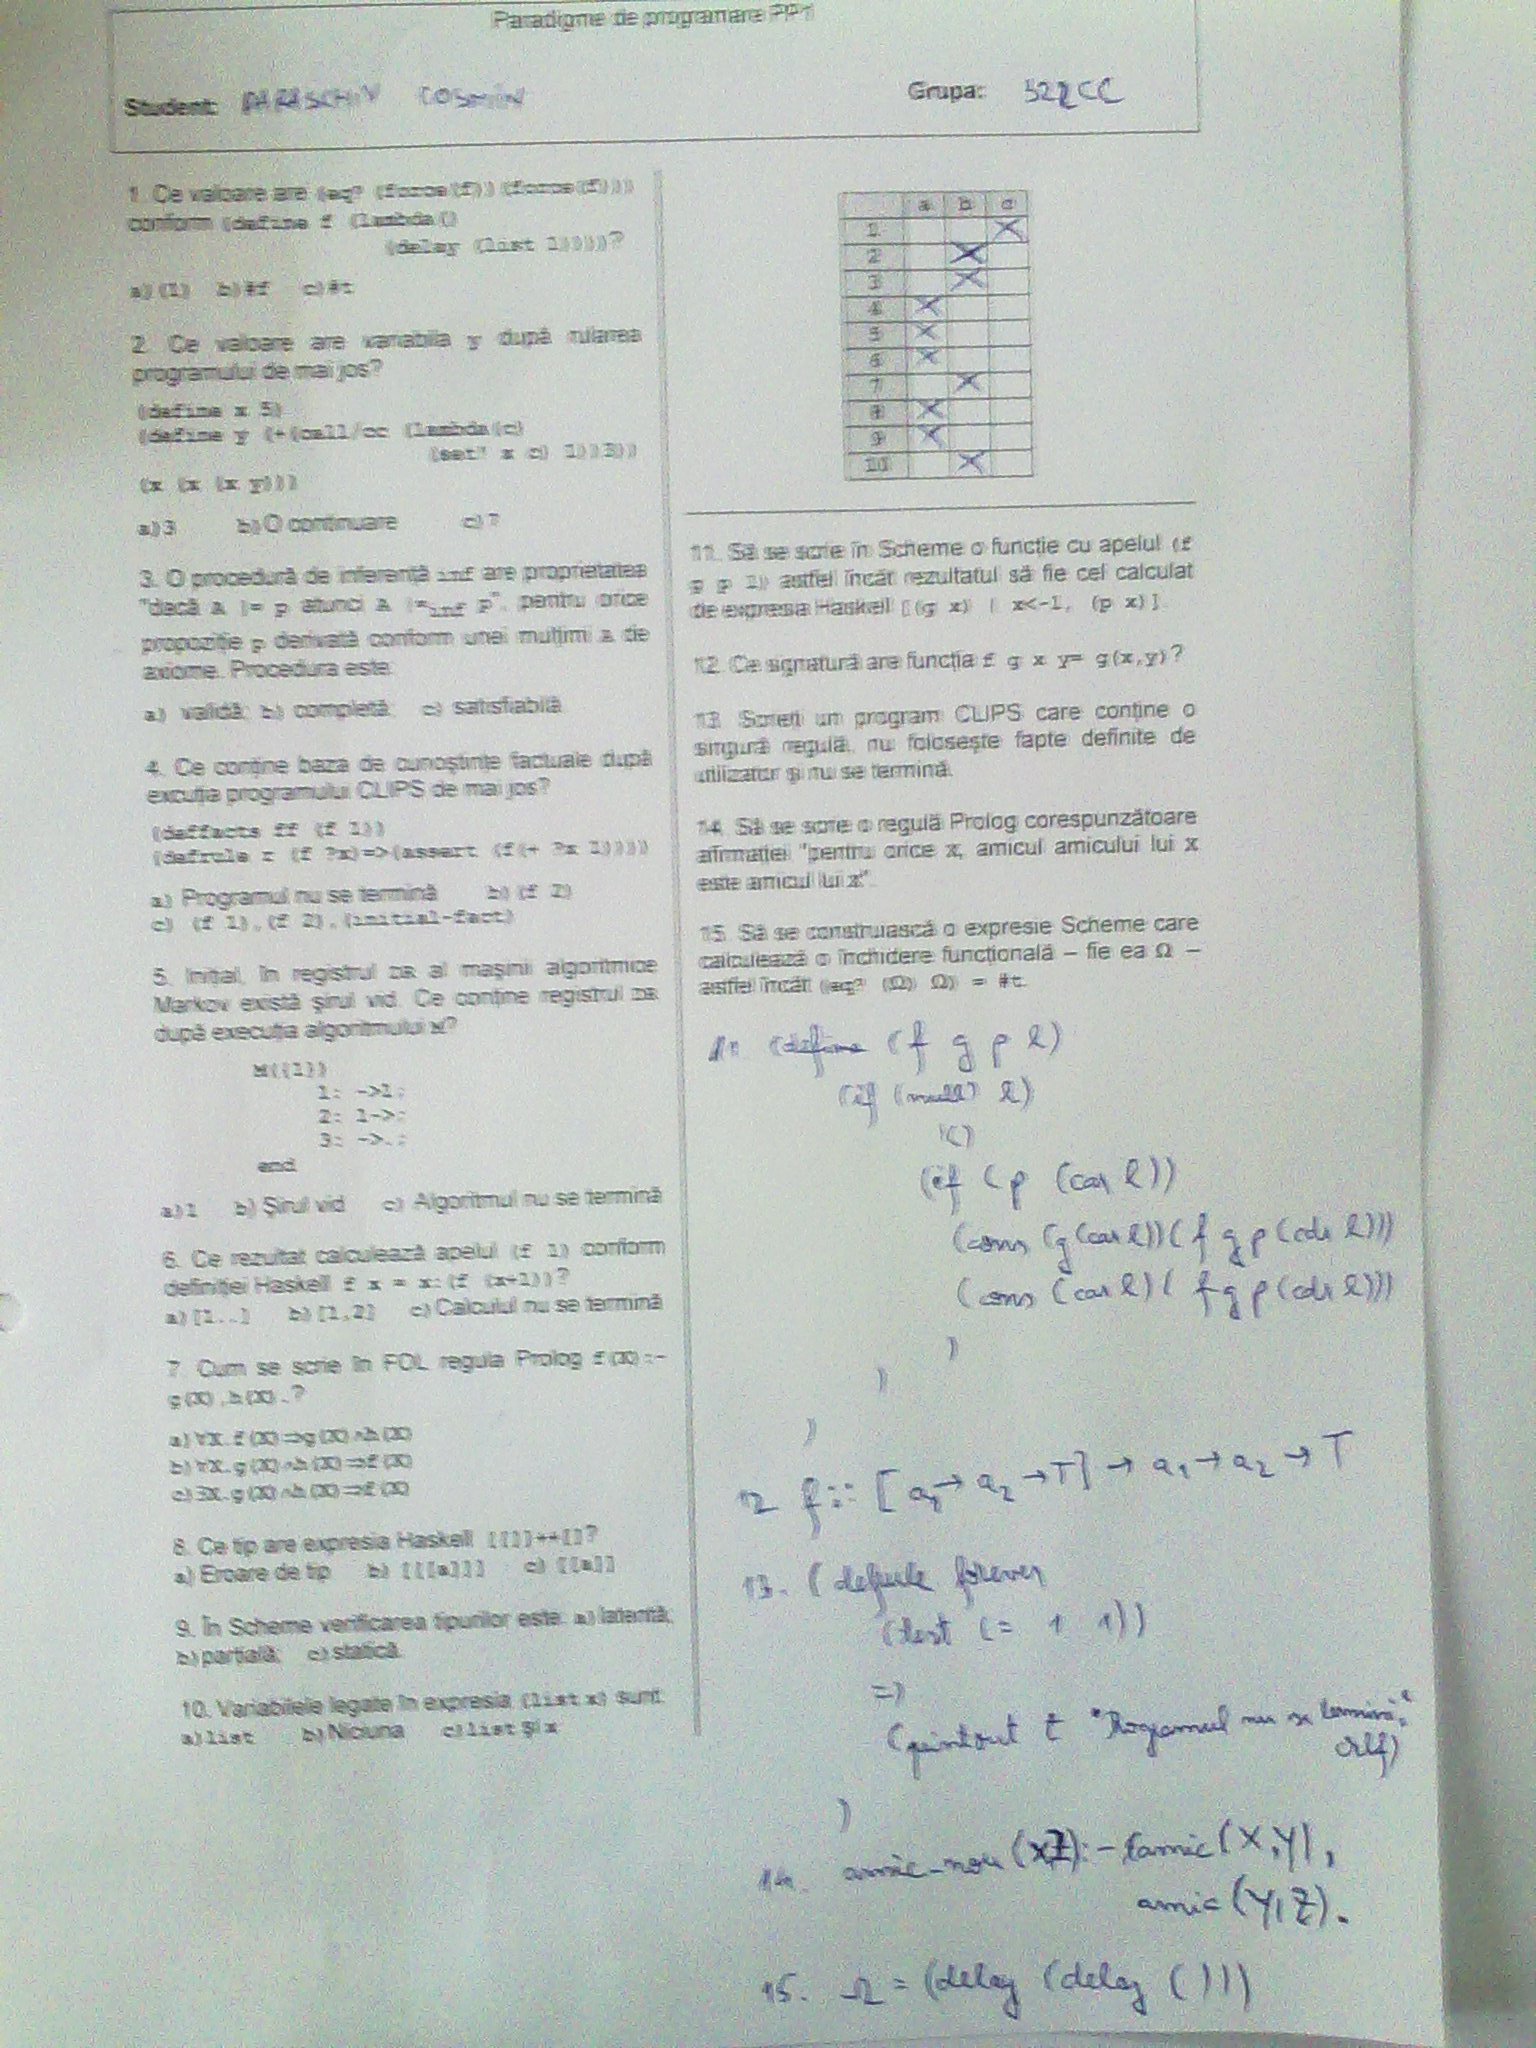 Paradigme de programare PP1
Student: PARASCHIV COSMIN Grupa: 322CC
1. Ce valoare are (eq? (force(f)) (force(f)))
conform (define f (lambda()
(delay (list 1))))?
a) (1) b) #f c) #t
2. Ce valoare are variabila y după rularea
programului de mai jos?
(define x 5)
(define y (+(call/cc (lambda(c)
(set! x c) 1))3))
(x (x (x y)))
a) 3 b) O continuare c) 7
3. O procedură de inferență inf are proprietatea
"dacă A |= p atunci A |=inf p", pentru orice
propoziție p derivată conform unei mulțimi A de
axiome. Procedura este:
a) validă; b) completă; c) satisfiabilă
4. Ce conține baza de cunoștințe factuale după
excuția programului CLIPS de mai jos?
(deffacts ff (f 1))
(defrule r (f ?x)=>(assert (f(+ ?x 1))))
a) Programul nu se termină b) (f 2)
c) (f 1),(f 2),(initial-fact)
5. Inițial, în registrul DR al mașinii algoritmice
Markov există șirul vid. Ce conține registrul DR
după execuția algoritmului M?
M({1})
1: ->1;
2: 1->;
3: ->.;
end
a) 1 b) Șirul vid c) Algoritmul nu se termină
6. Ce rezultat calculează apelul (f 1) conform
definiției Haskell f x = x:(f (x+1))?
a) [1..] b) [1,2] c) Calculul nu se termină
7. Cum se scrie în FOL regula Prolog f(X):-
g(X),h(X).?
a) ∀X.f(X)⇒g(X)∧h(X)
b) ∀X.g(X)∧h(X)⇒f(X)
c) ∃X.g(X)∧h(X)⇒f(X)
8. Ce tip are expresia Haskell [[]]++[]?
a) Eroare de tip b) [[[a]]] c) [[a]]
9. În Scheme verificarea tipurilor este: a) latentă;
b) parțială; c) statică
10. Variabilele legate în expresia (list x) sunt:
a) list b) Niciuna c) list și x
a b c
1 X
2 X
3 X
4 X
5 X
6 X
7 X
8 X
9 X
10 X
11. Să se scrie în Scheme o funcție cu apelul (f
g p l) astfel încât rezultatul să fie cel calculat
de expresia Haskell [(g x) | x<-l, (p x)].
12. Ce signatură are funcția f g x y= g(x,y)?
13. Scrieți un program CLIPS care conține o
singură regulă, nu folosește fapte definite de
utilizator și nu se termină.
14. Să se scrie o regulă Prolog corespunzătoare
afirmației "pentru orice x, amicul amicului lui x
este amicul lui x".
15. Să se construiască o expresie Scheme care
calculează o închidere funcțională – fie ea Ω –
astfel încât (eq? (Ω) Ω) = #t.
11. (define (f g p l)
(if (null? l)
'()
(if (p (car l))
(cons (g(car l))( f g p (cdr l)))
(cons (car l)( f g p (cdr l)))
)
)
)
12 f :: [a1→ a2 →T] → a1→ a2 → T
13. (defrule forever
(test (= 1 1))
=>
(printout t "Programul nu se termină"
crlf)
)
14. amic-nou (X,Z):- amic(X,Y),
amic(Y,Z).
15. Ω = (delay (delay ( )))